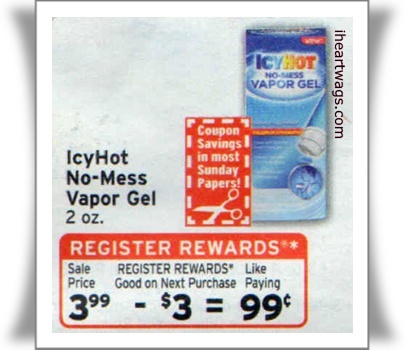 NEW!
ICYHOT
NO-MESS
VAPOR GEL
iheartwags.com
Coupon
Savings
in most
Sunday
Papers!
IcyHot
No-Mess
Vapor Gel
2 oz.
REGISTER REWARDS®*
Sale Price
REGISTER REWARDS® Good on Next Purchase
Like Paying
3.99 - $3 = 99¢